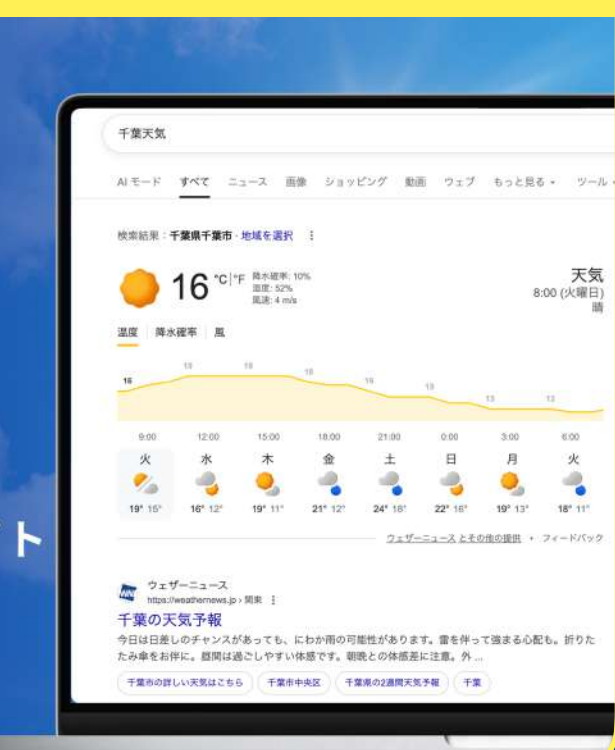 千葉天気
AI モード すべて ニュース 画像 ショッピング 動画 ウェブ もっと見る ツール
検索結果：千葉県千葉市・地域を選択
16 °C | °F
降水確率: 10%
湿度: 52%
風速: 4 m/s
天気
8:00 (火曜日)
晴
温度 降水確率 風
16
9:00 12:00 15:00 18:00 21:00 0:00 3:00 6:00
火 水 木 金 土 日 月 火
19° 15° 16° 12° 19° 11° 21° 12° 24° 16° 22° 16° 19° 13° 18° 11°
ウェザーニュース とその他の提供 ・ フィードバック
ト
WNI
ウェザーニュース
https://weathernews.jp › 関東
千葉の天気予報
今日は日差しのチャンスがあっても、にわか雨の可能性があります。雷を伴って強まる心配も。折りた
たみ傘をお供に。昼間は過ごしやすい体感です。朝晩との体感差に注意。外 ...
千葉市の詳しい天気はこちら 千葉市中央区 千葉県の2週間天気予報 千葉